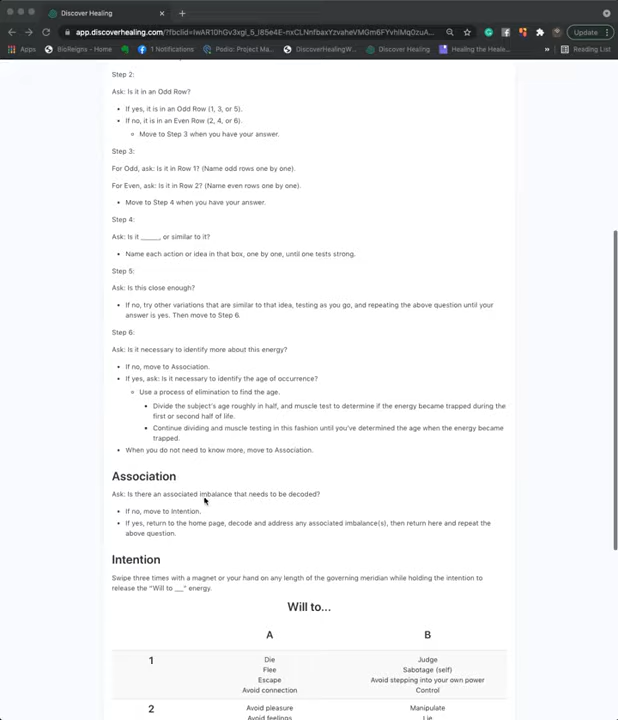 Discover Healing
app.discoverhealing.com/?fbclid=IwAR10hGv3xgi_5_I85e4E-nxCLNnfbaxYzvaheVMGm6FYvhlMq0zuA...
Update
Apps
BioReigns - Home
1 Notifications
Podio: Project Ma...
DiscoverHealingW...
Discover Healing
Healing the Heale...
»
Reading List
Step 2:
Ask: Is it in an Odd Row?
• If yes, it is in an Odd Row (1, 3, or 5).
• If no, it is in an Even Row (2, 4, or 6).
Move to Step 3 when you have your answer.
Step 3:
For Odd, ask: Is it in Row 1? (Name odd rows one by one).
For Even, ask: Is it in Row 2? (Name even rows one by one).
• Move to Step 4 when you have your answer.
Step 4:
Ask: Is it _____, or similar to it?
• Name each action or idea in that box, one by one, until one tests strong.
Step 5:
Ask: Is this close enough?
• If no, try other variations that are similar to that idea, testing as you go, and repeating the above question until your
answer is yes. Then move to Step 6.
Step 6:
Ask: Is it necessary to identify more about this energy?
• If no, move to Association.
• If yes, ask: Is it necessary to identify the age of occurrence?
Use a process of elimination to find the age.
Divide the subject's age roughly in half, and muscle test to determine if the energy became trapped during the
first or second half of life.
Continue dividing and muscle testing in this fashion until you've determined the age when the energy became
trapped.
• When you do not need to know more, move to Association.
Association
Ask: Is there an associated imbalance that needs to be decoded?
• If no, move to Intention.
• If yes, return to the home page, decode and address any associated imbalance(s), then return here and repeat the
above question.
Intention
Swipe three times with a magnet or your hand on any length of the governing meridian while holding the intention to
release the "Will to ___" energy.
Will to...
A B
1 Die Judge
Flee Sabotage (self)
Escape Avoid stepping into your own power
Avoid connection Control
2 Avoid pleasure Manipulate
Avoid feelings Lie